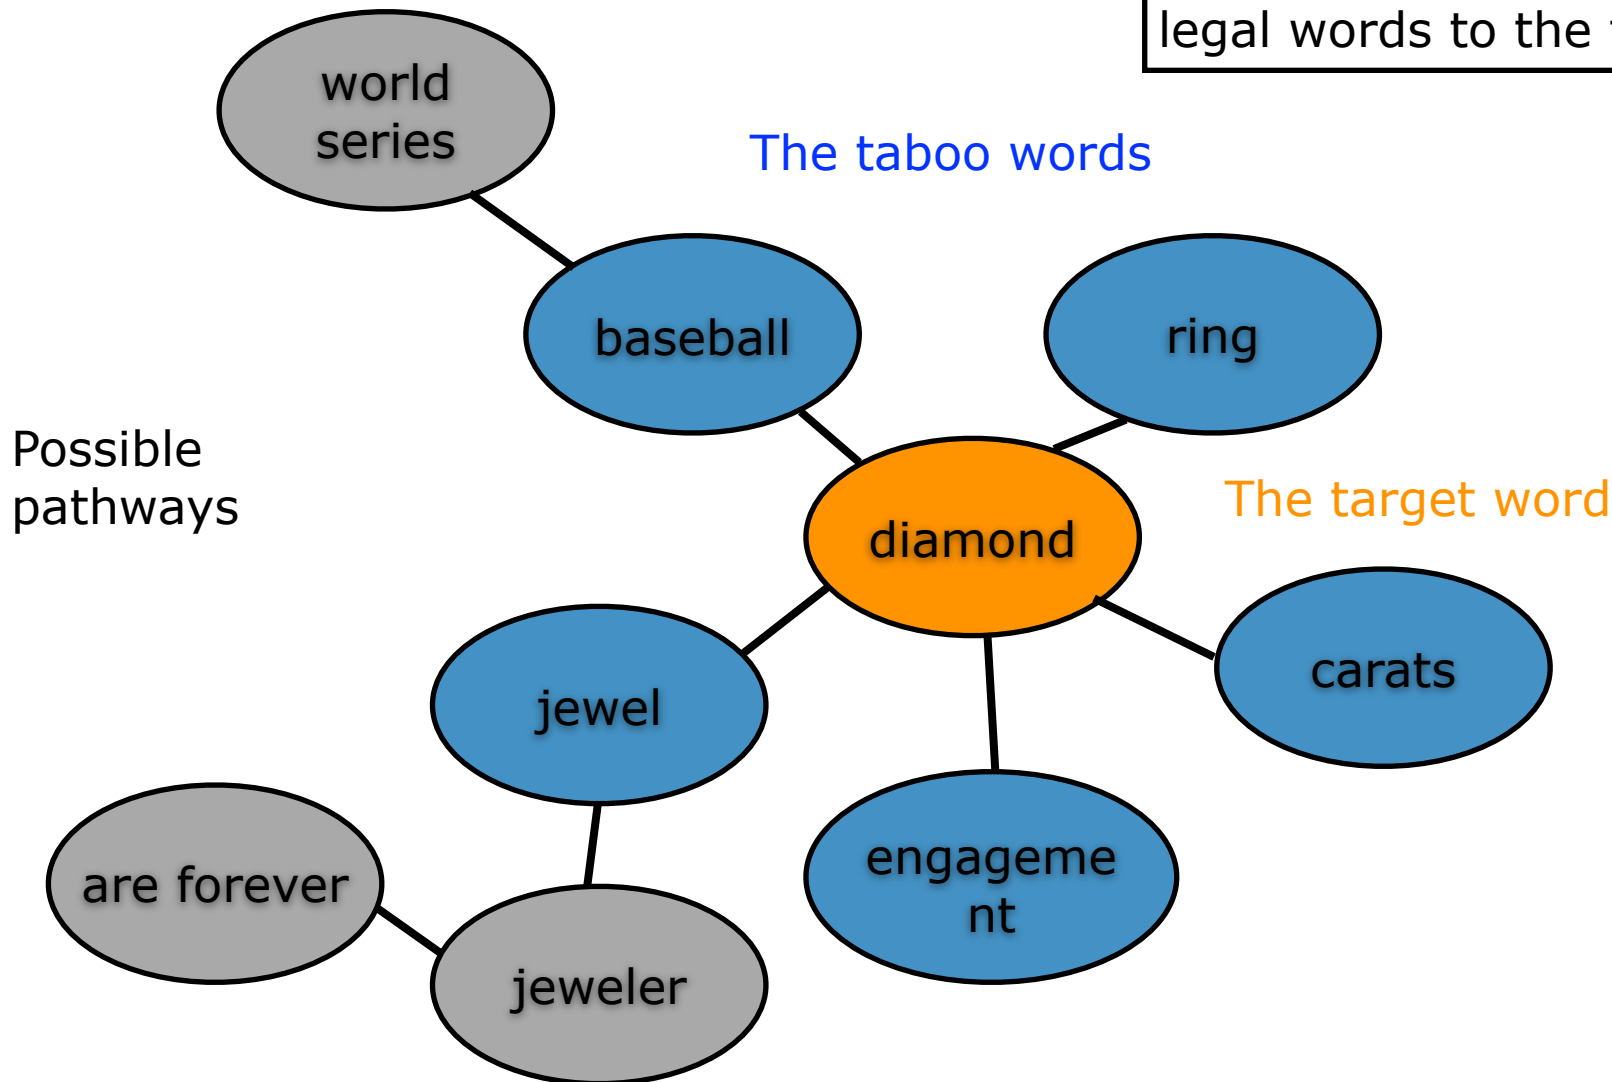 legal words to the
world
series
The taboo words
baseball
ring
Possible
pathways
diamond
The target word
jewel
carats
are forever
engageme
nt
jeweler